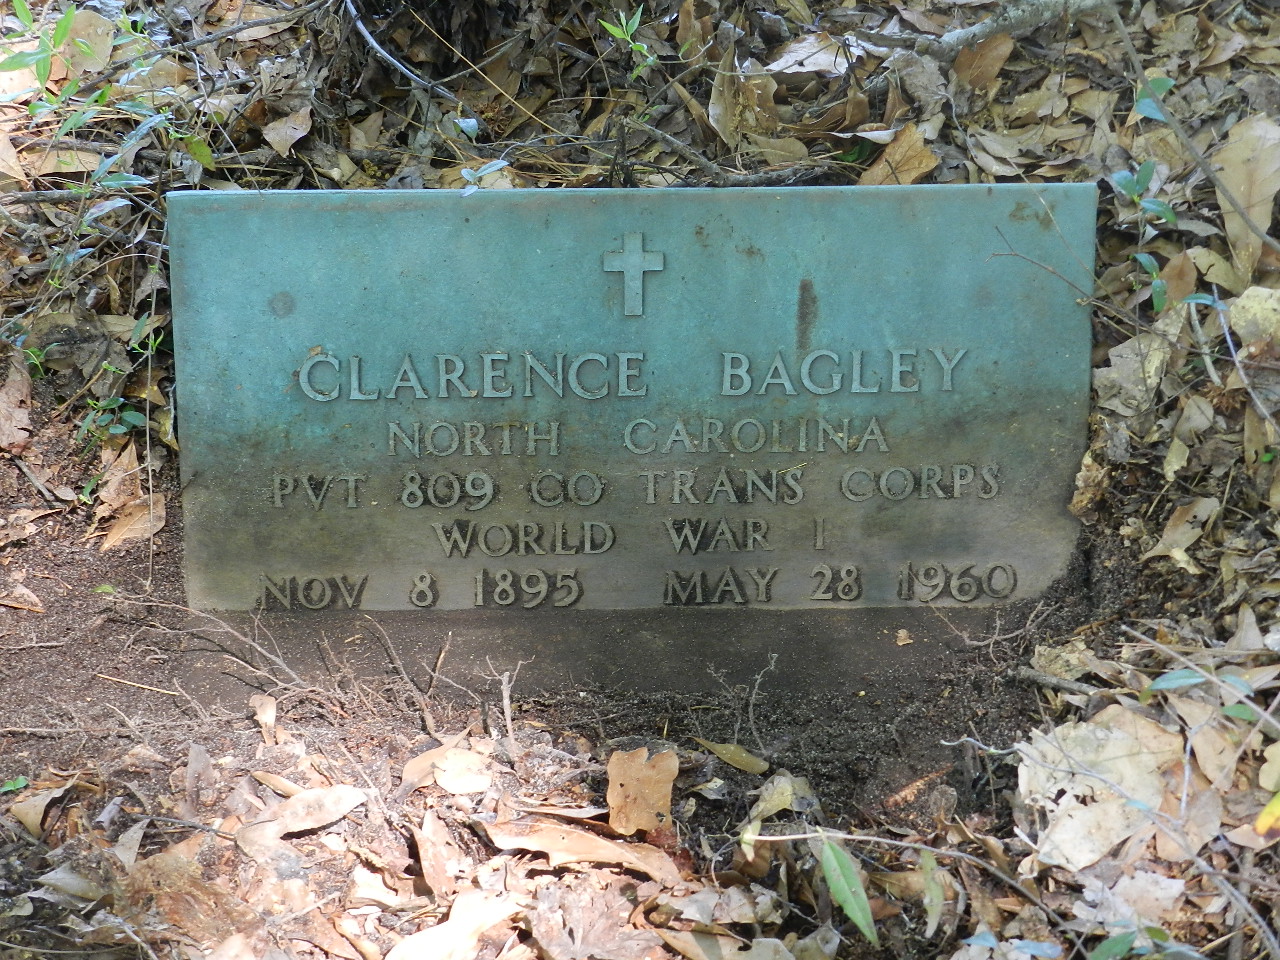 CLARENCE BAGLEY
NORTH CAROLINA
PVT 809 CO TRANS CORPS
WORLD WAR I
NOV 8 1895 MAY 28 1960